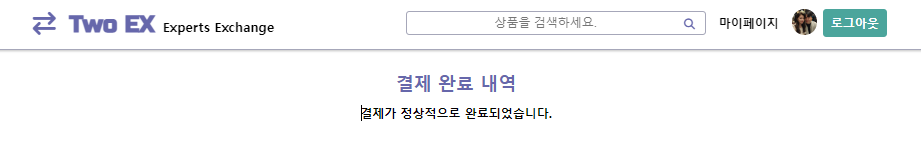 Two EX Experts Exchange 상품을 검색하세요. 마이페이지 로그아웃
결제 완료 내역
결제가 정상적으로 완료되었습니다.